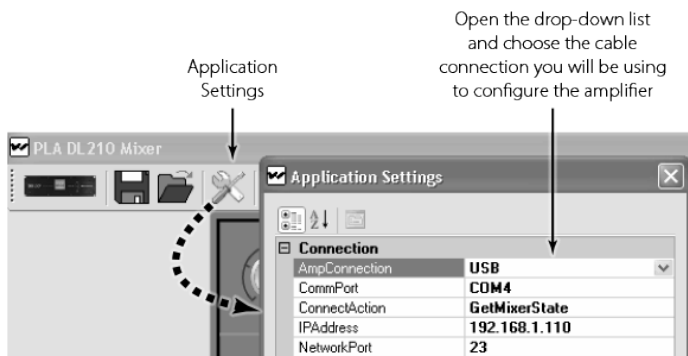 Open the drop-down list
and choose the cable
connection you will be using
to configure the amplifier
Application
Settings
PLA DL210 Mixer
Application Settings
Connection
AmpConnection USB
CommPort COM4
ConnectAction GetMixerState
IPAddress 192.168.1.110
NetworkPort 23